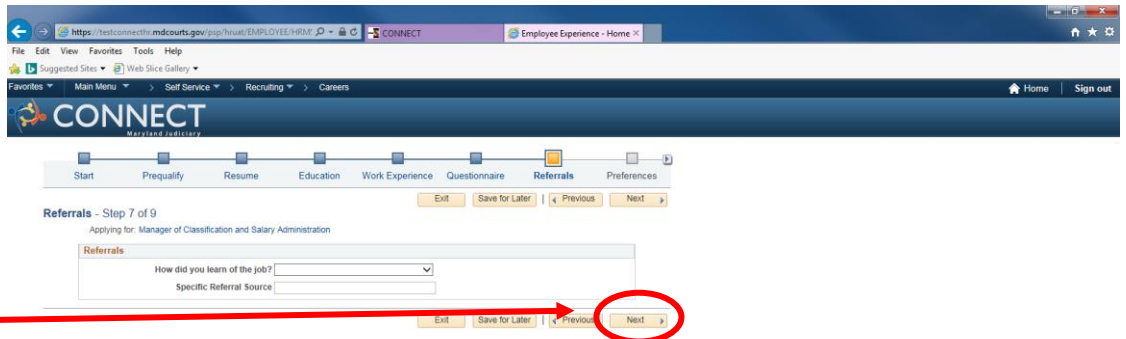 https://testconnecthr.mdcourts.gov/psp/hruat/EMPLOYEE/HRM
CONNECT
Employee Experience - Home
File Edit View Favorites Tools Help
Suggested Sites
Web Slice Gallery
Favorites Main Menu > Self Service > Recruiting > Careers
Home | Sign out
CONNECT
Maryland Judiciary
Start Prequalify Resume Education Work Experience Questionnaire Referrals Preferences
Exit Save for Later | Previous Next
Referrals - Step 7 of 9
Applying for: Manager of Classification and Salary Administration
Referrals
How did you learn of the job?
Specific Referral Source
Exit Save for Later | Previous Next